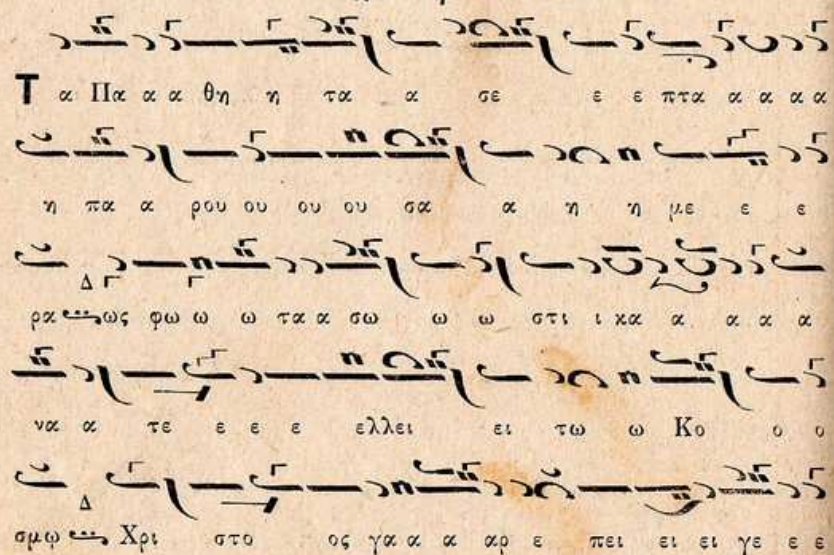 Τ α Πα α α θη η τα α σε ε ε πτα α α α α
η πα α ρου ου ου ου σα α η η με ε ε
ρα ως φω ω ω τα α σω ω ω στι ι κα α α α α
να α τε ε ε ε ελλει ει τω ω Κο ο ο
σμῳ Χρι στο ος γα α α αρ ε πει ει ει γε ε ε